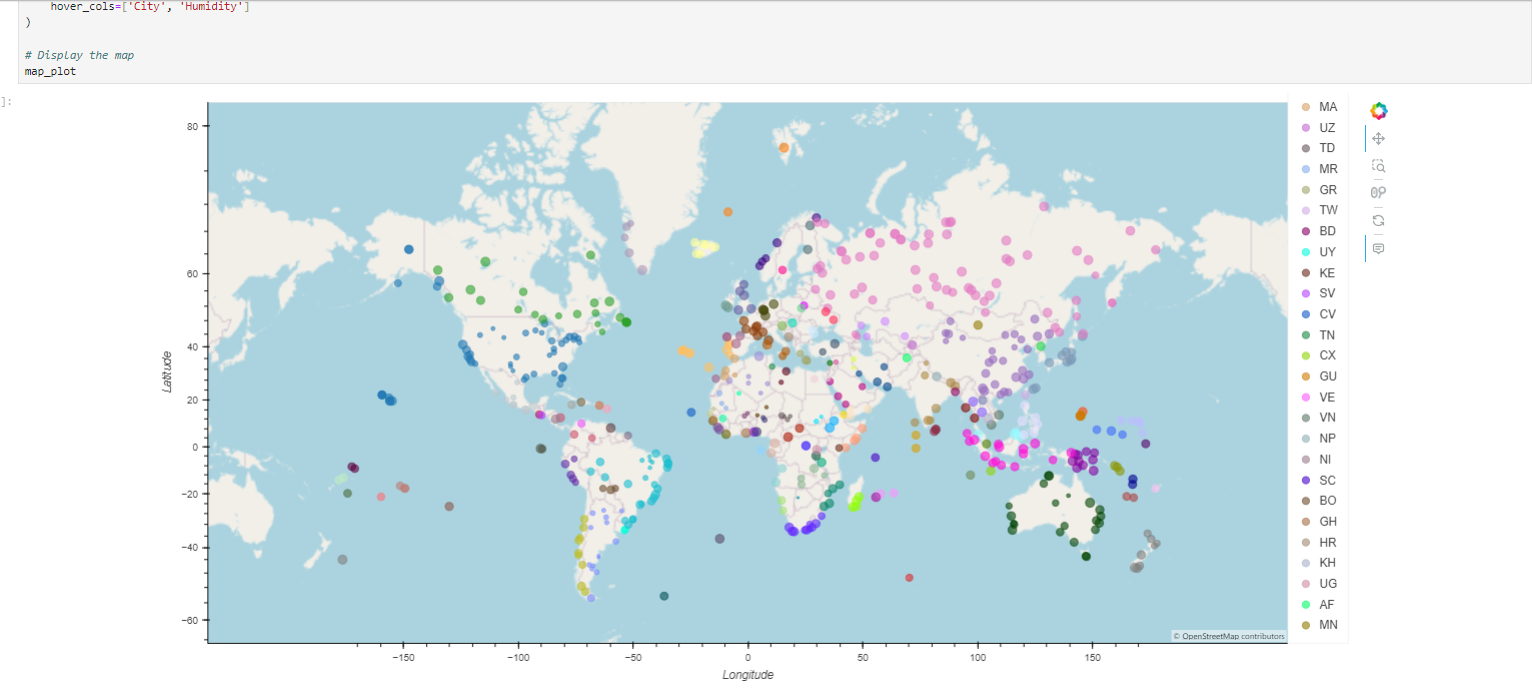 hover_cols=['City', 'Humidity']
)
# Display the map
map_plot
]:
80
60
40
20
0
−20
−40
−60
Latitude
−150
−100
−50
0
50
100
150
Longitude
MA
UZ
TD
MR
GR
TW
BD
UY
KE
SV
CV
TN
CX
GU
VE
VN
NP
NI
SC
BO
GH
HR
KH
UG
AF
MN
© OpenStreetMap contributors